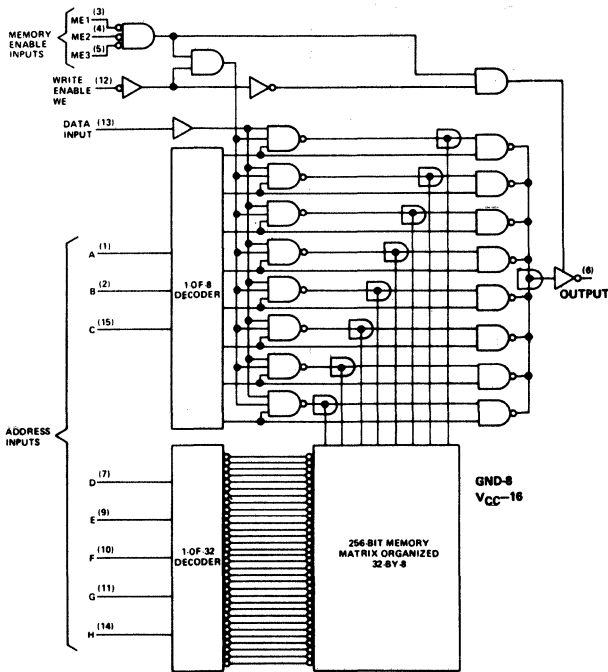 MEMORY
ENABLE
INPUTS
ME1 (3)
ME2 (4)
ME3 (5)
WRITE
ENABLE
WE
(12)
DATA
INPUT
(13)
ADDRESS
INPUTS
A (1)
B (2)
C (15)
1-OF-8
DECODER
(6)
OUTPUT
D (7)
E (9)
F (10)
G (11)
H (14)
1-OF-32
DECODER
256-BIT MEMORY
MATRIX ORGANIZED
32-BY-8
GND-8
VCC-16